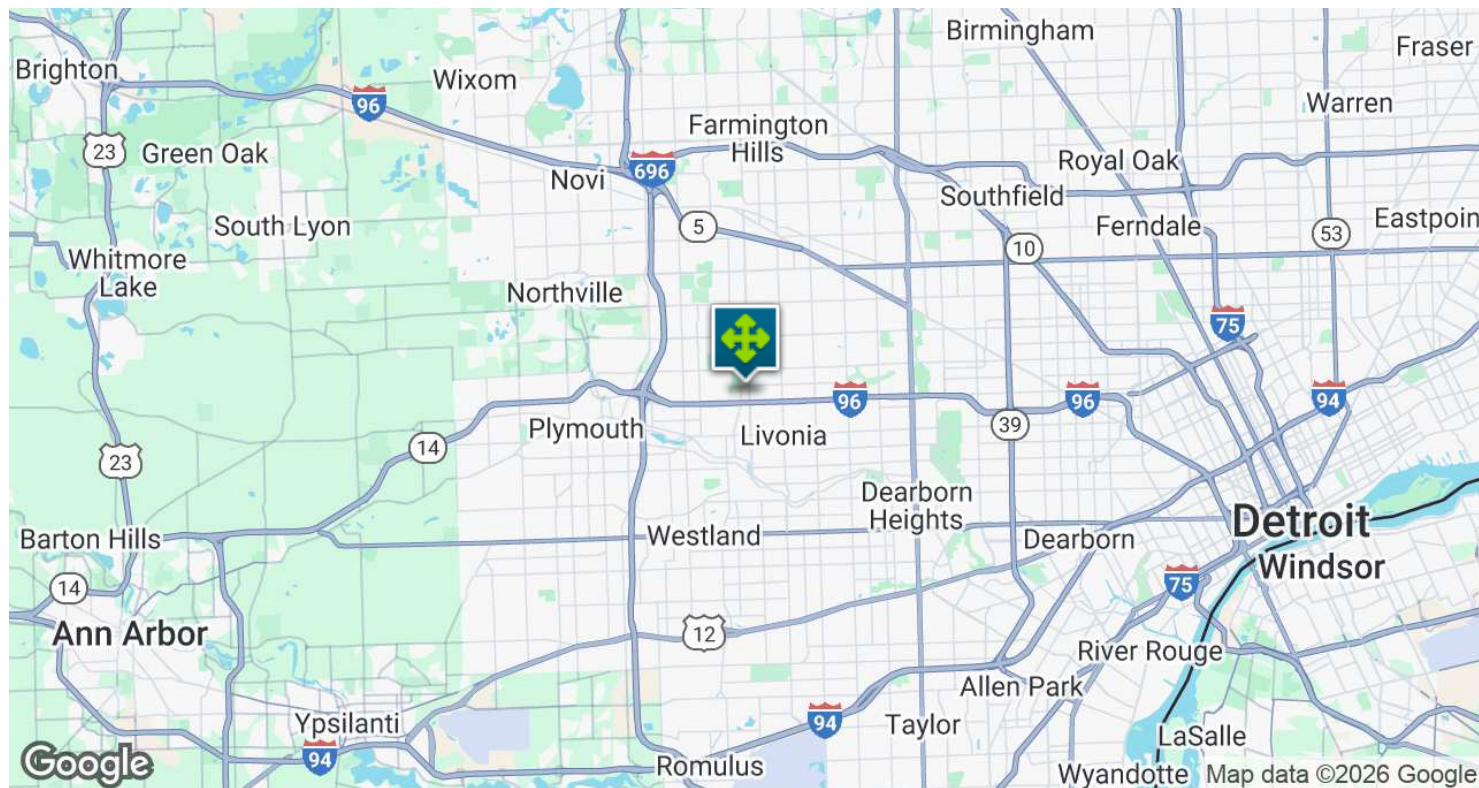 Birmingham
Fraser
Brighton
Wixom
96
Warren
Farmington
Hills
23
Green Oak
Royal Oak
696
Novi
Southfield
South Lyon
5
Ferndale
Eastpoin
53
10
Whitmore
Lake
Northville
75
96
96
94
Plymouth
Livonia
39
14
23
Dearborn
Heights
Detroit
Westland
Dearborn
Barton Hills
Windsor
14
75
Ann Arbor
12
River Rouge
Allen Park
Ypsilanti
94
Taylor
LaSalle
94
Romulus
Wyandotte
Google
Map data ©2026 Google